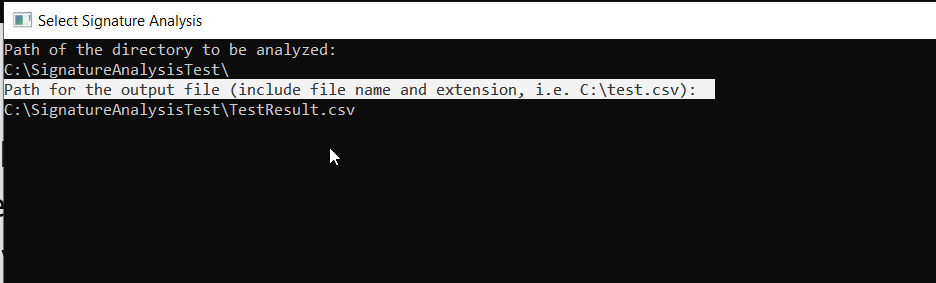 Select Signature Analysis
Path of the directory to be analyzed:
C:\SignatureAnalysisTest\
Path for the output file (include file name and extension, i.e. C:\test.csv):
C:\SignatureAnalysisTest\TestResult.csv